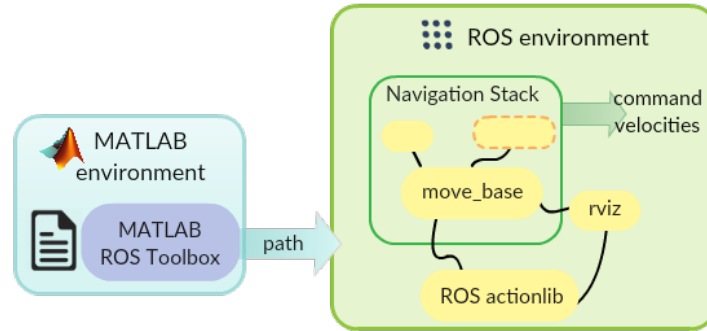 ROS environment
Navigation Stack
command
velocities
MATLAB
environment
move_base
rviz
MATLAB
ROS Toolbox
path
ROS actionlib